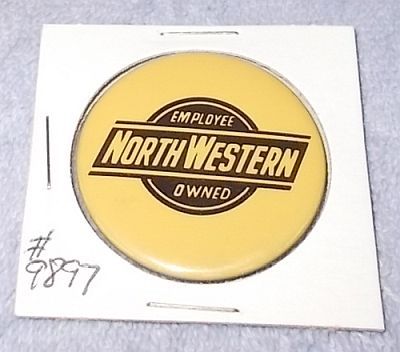 EMPLOYEE
NORTH WESTERN
OWNED
#
9897